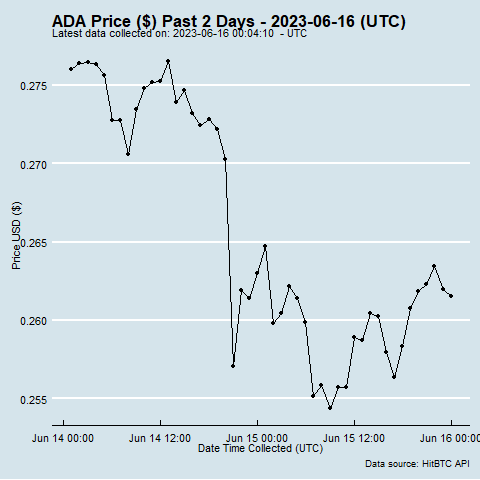 ADA Price ($) Past 2 Days - 2023-06-16 (UTC)
Latest data collected on: 2023-06-16 00:04:10  - UTC
0.275
0.270
0.265
0.260
0.255
Price USD ($)
Jun 14 00:00 Jun 14 12:00 Jun 15 00:00 Jun 15 12:00 Jun 16 00:00
Date Time Collected (UTC)
Data source: HitBTC API